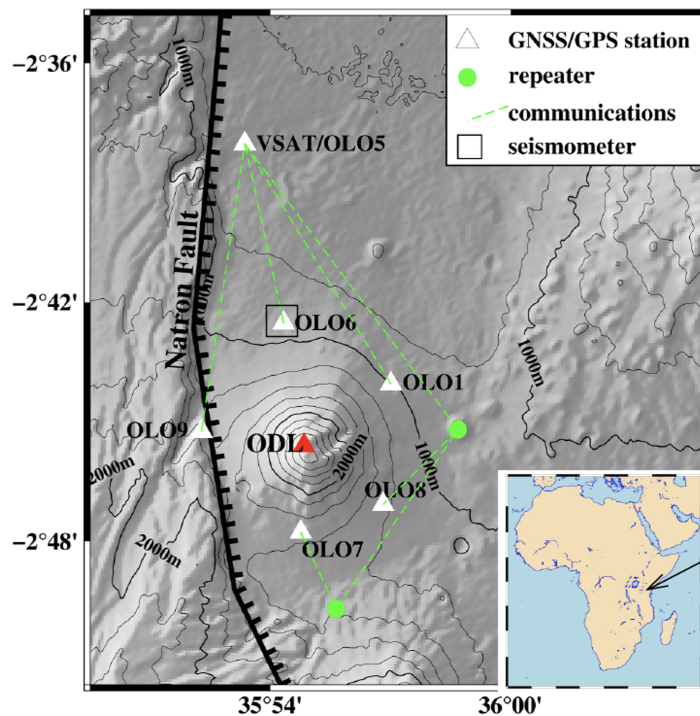 GNSS/GPS station
repeater
communications
seismometer
−2°36'
−2°42'
−2°48'
1000m
VSAT/OLO5
Natron Fault
1000m
OLO6
OLO1
1000m
OLO9
ODL
2000m
1000m
2000m
OLO8
OLO7
2000m
35°54'
36°00'